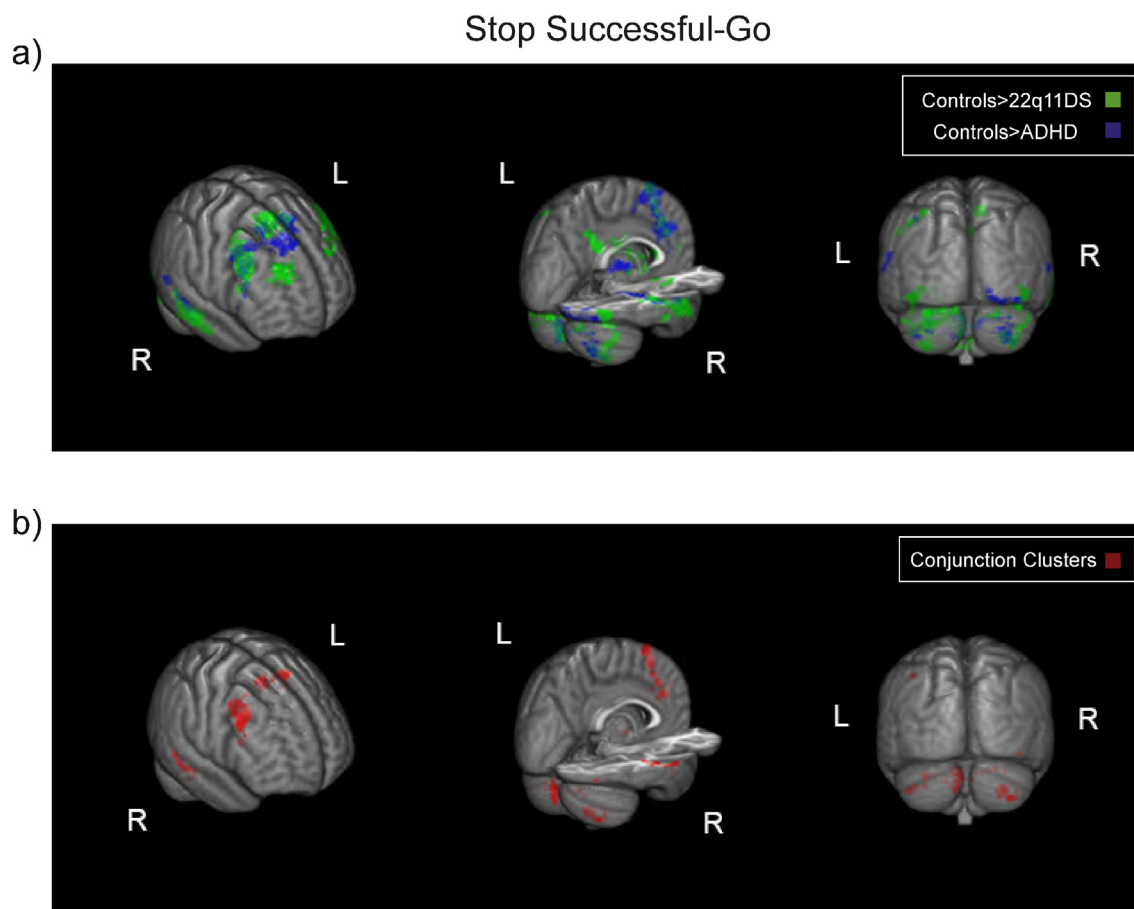 Stop Successful-Go
a)
Controls>22q11DS
Controls>ADHD
L
L
L
R
R
R
b)
Conjunction Clusters
L
L
L
R
R
R